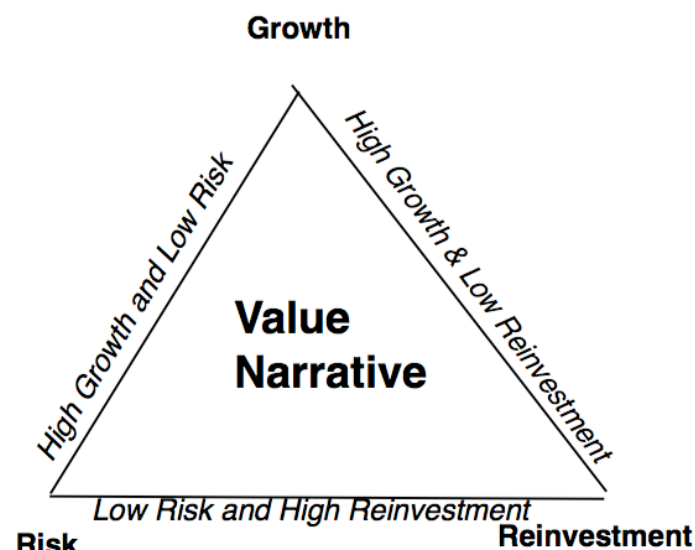 Growth
High Growth and Low Risk
High Growth & Low Reinvestment
Value
Narrative
Low Risk and High Reinvestment
Risk
Reinvestment